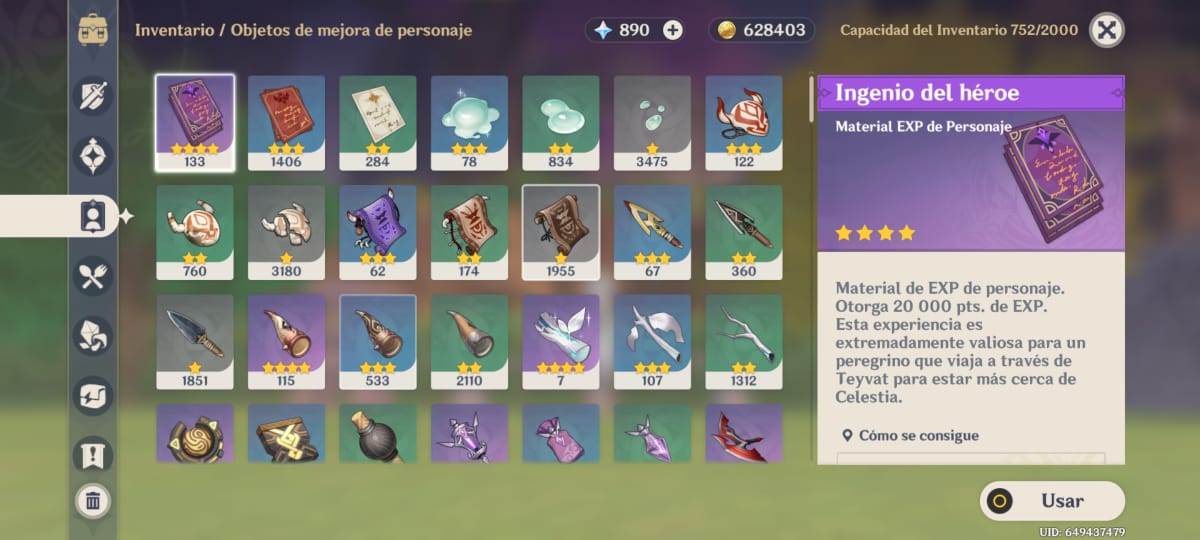 Inventario / Objetos de mejora de personaje
890
628403
Capacidad del Inventario 752/2000
133
1406
284
78
834
3475
122
760
3180
62
174
1955
67
360
1851
115
533
2110
7
107
1312
Ingenio del héroe
Material EXP de Personaje
Material de EXP de personaje.
Otorga 20 000 pts. de EXP.
Esta experiencia es
extremadamente valiosa para un
peregrino que viaja a través de
Teyvat para estar más cerca de
Celestia.
Cómo se consigue
Usar
UID: 649437479